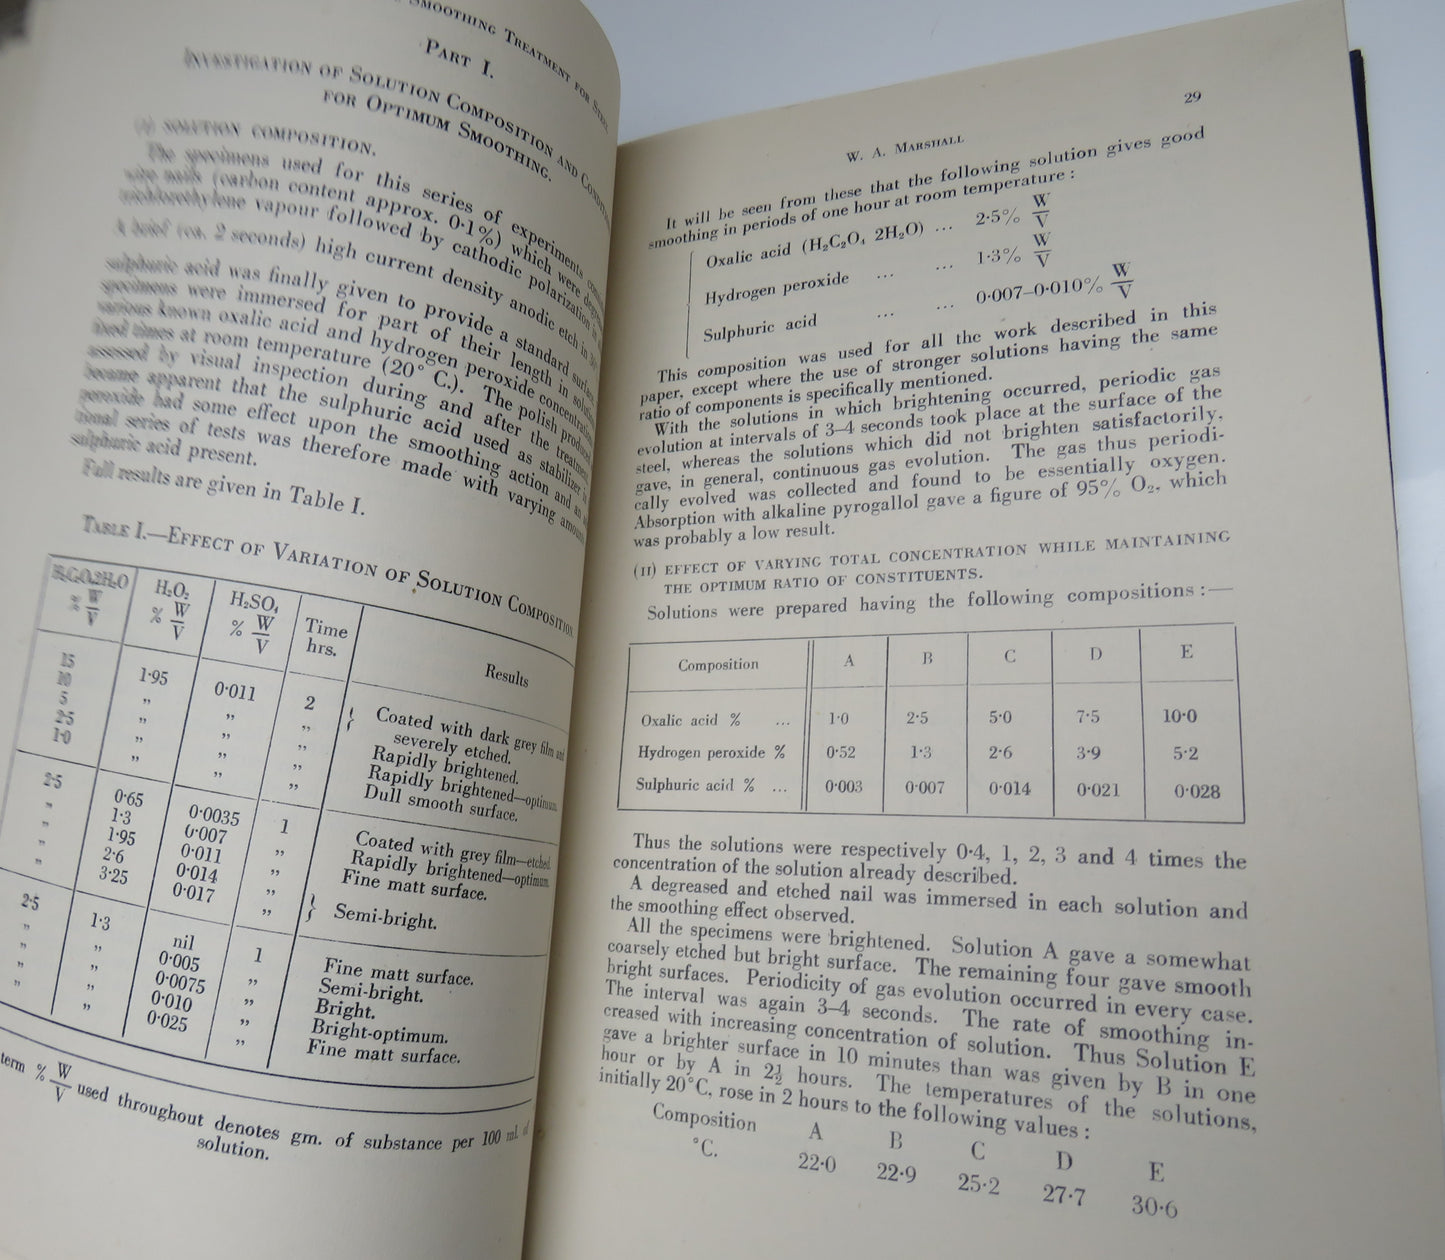 SMOOTHING TREATMENT FOR STEEL
PART I.
INVESTIGATION OF SOLUTION COMPOSITION AND CONDITIONS
FOR OPTIMUM SMOOTHING.
(I) SOLUTION COMPOSITION.
The specimens used for this series of experiments
wire nails (carbon content approx. 0·1%) which were degreased
trichlorethylene vapour followed by cathodic polarization in
A brief (ca. 2 seconds) high current density anodic etch in 30%
sulphuric acid was finally given to provide a standard surface.
specimens were immersed for part of their length in solutions
various known oxalic acid and hydrogen peroxide concentrations
fixed times at room temperature (20° C.). The polish produced
assessed by visual inspection during and after the treatment.
became apparent that the sulphuric acid used as stabilizer in
peroxide had some effect upon the smoothing action and an
tional series of tests was therefore made with varying amounts
sulphuric acid present.
Full results are given in Table I.
TABLE I.—EFFECT OF VARIATION OF SOLUTION COMPOSITION.
H₂C₂O₄2H₂O % W/V | H₂O₂ % W/V | H₂SO₄ % W/V | Time hrs. | Results
15 | 1·95 | 0·011 | 2 | } Coated with dark grey film and
10 | ,, | ,, | ,, | } severely etched.
5 | ,, | ,, | ,, | Rapidly brightened.
2·5 | ,, | ,, | ,, | Rapidly brightened—optimum.
1·0 | ,, | ,, | ,, | Dull smooth surface.
2·5 | 0·65 | 0·0035 | 1 | Coated with grey film—etched.
,, | 1·3 | 0·007 | ,, | Rapidly brightened—optimum.
,, | 1·95 | 0·011 | ,, | Fine matt surface.
,, | 2·6 | 0·014 | ,, | } Semi-bright.
,, | 3·25 | 0·017 | ,, | }
2·5 | 1·3 | nil | 1 | Fine matt surface.
,, | ,, | 0·005 | ,, | Semi-bright.
,, | ,, | 0·0075 | ,, | Bright.
,, | ,, | 0·010 | ,, | Bright-optimum.
,, | ,, | 0·025 | ,, | Fine matt surface.
term % W/V used throughout denotes gm. of substance per 100 ml. of
solution.
W. A. MARSHALL 29
It will be seen from these that the following solution gives good
smoothing in periods of one hour at room temperature :
Oxalic acid (H₂C₂O₄ 2H₂O) ... 2·5% W/V
Hydrogen peroxide ... ... 1·3% W/V
Sulphuric acid ... ... 0·007–0·010% W/V
This composition was used for all the work described in this
paper, except where the use of stronger solutions having the same
ratio of components is specifically mentioned.
With the solutions in which brightening occurred, periodic gas
evolution at intervals of 3–4 seconds took place at the surface of the
steel, whereas the solutions which did not brighten satisfactorily,
gave, in general, continuous gas evolution. The gas thus periodi-
cally evolved was collected and found to be essentially oxygen.
Absorption with alkaline pyrogallol gave a figure of 95% O₂, which
was probably a low result.
(II) EFFECT OF VARYING TOTAL CONCENTRATION WHILE MAINTAINING
THE OPTIMUM RATIO OF CONSTITUENTS.
Solutions were prepared having the following compositions :—
Composition | A | B | C | D | E
Oxalic acid % ... | 1·0 | 2·5 | 5·0 | 7·5 | 10·0
Hydrogen peroxide % | 0·52 | 1·3 | 2·6 | 3·9 | 5·2
Sulphuric acid % ... | 0·003 | 0·007 | 0·014 | 0·021 | 0·028
Thus the solutions were respectively 0·4, 1, 2, 3 and 4 times the
concentration of the solution already described.
A degreased and etched nail was immersed in each solution and
the smoothing effect observed.
All the specimens were brightened. Solution A gave a somewhat
coarsely etched but bright surface. The remaining four gave smooth
bright surfaces. Periodicity of gas evolution occurred in every case.
The interval was again 3–4 seconds. The rate of smoothing in-
creased with increasing concentration of solution. Thus Solution E
gave a brighter surface in 10 minutes than was given by B in one
hour or by A in 2½ hours. The temperatures of the solutions,
initially 20°C, rose in 2 hours to the following values :
Composition A B C D E
°C. 22·0 22·9 25·2 27·7 30·6